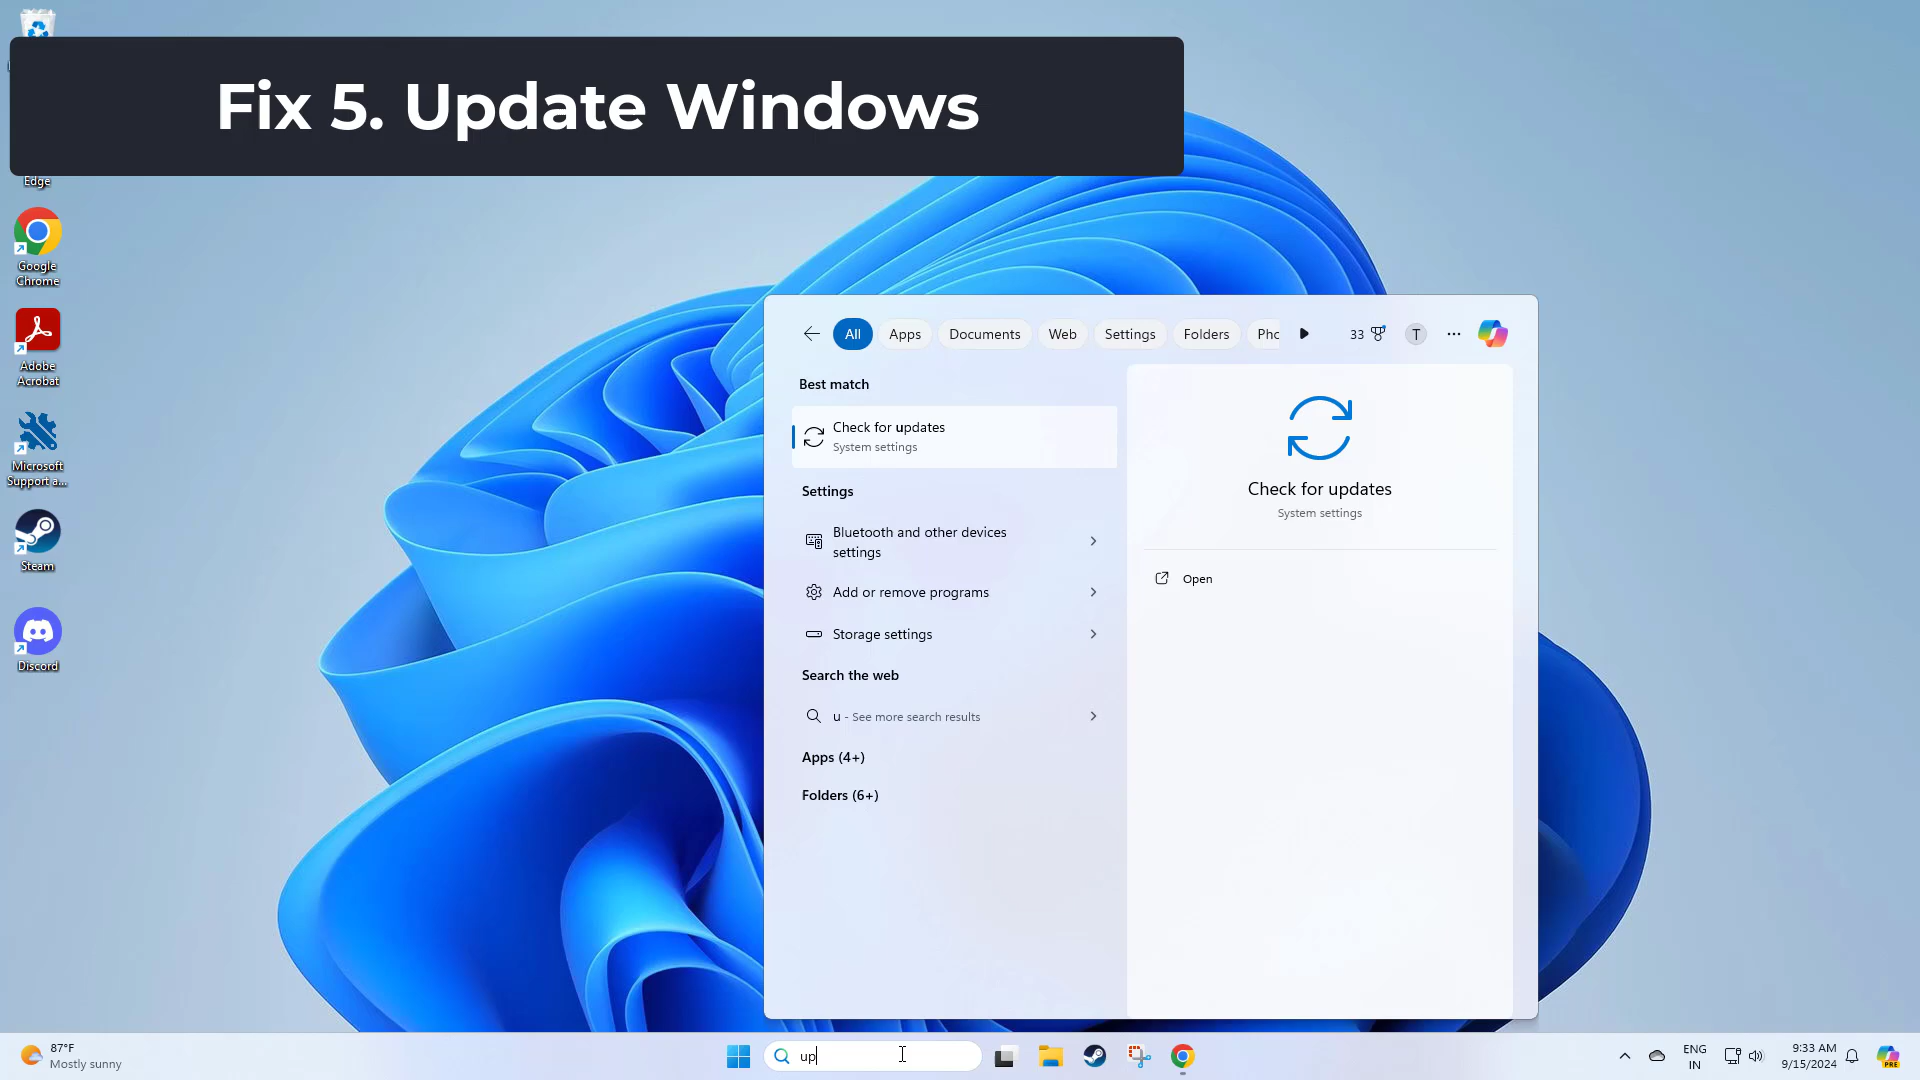 Fix 5. Update Windows
Edge
Google
Chrome
Adobe
Acrobat
Microsoft
Support a...
Steam
Discord
All
Apps
Documents
Web
Settings
Folders
Pho
33
T
Best match
Check for updates
System settings
Settings
Bluetooth and other devices
settings
Add or remove programs
Storage settings
Search the web
u - See more search results
Apps (4+)
Folders (6+)
Check for updates
System settings
Open
87°F
Mostly sunny
up
ENG
IN
9:33 AM
9/15/2024
PRE